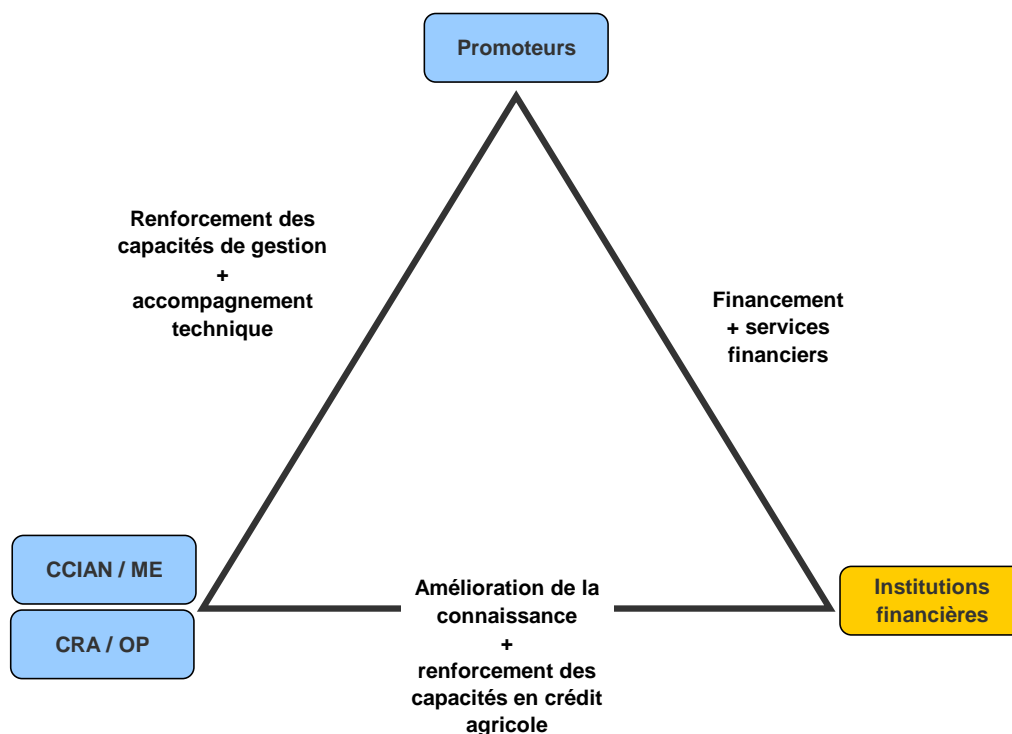 Promoteurs
Renforcement des
capacités de gestion
+
accompagnement
technique
Financement
+ services
financiers
CCIAN / ME
CRA / OP
Amélioration de la
connaissance
+
renforcement des
capacités en crédit
agricole
Institutions
financières